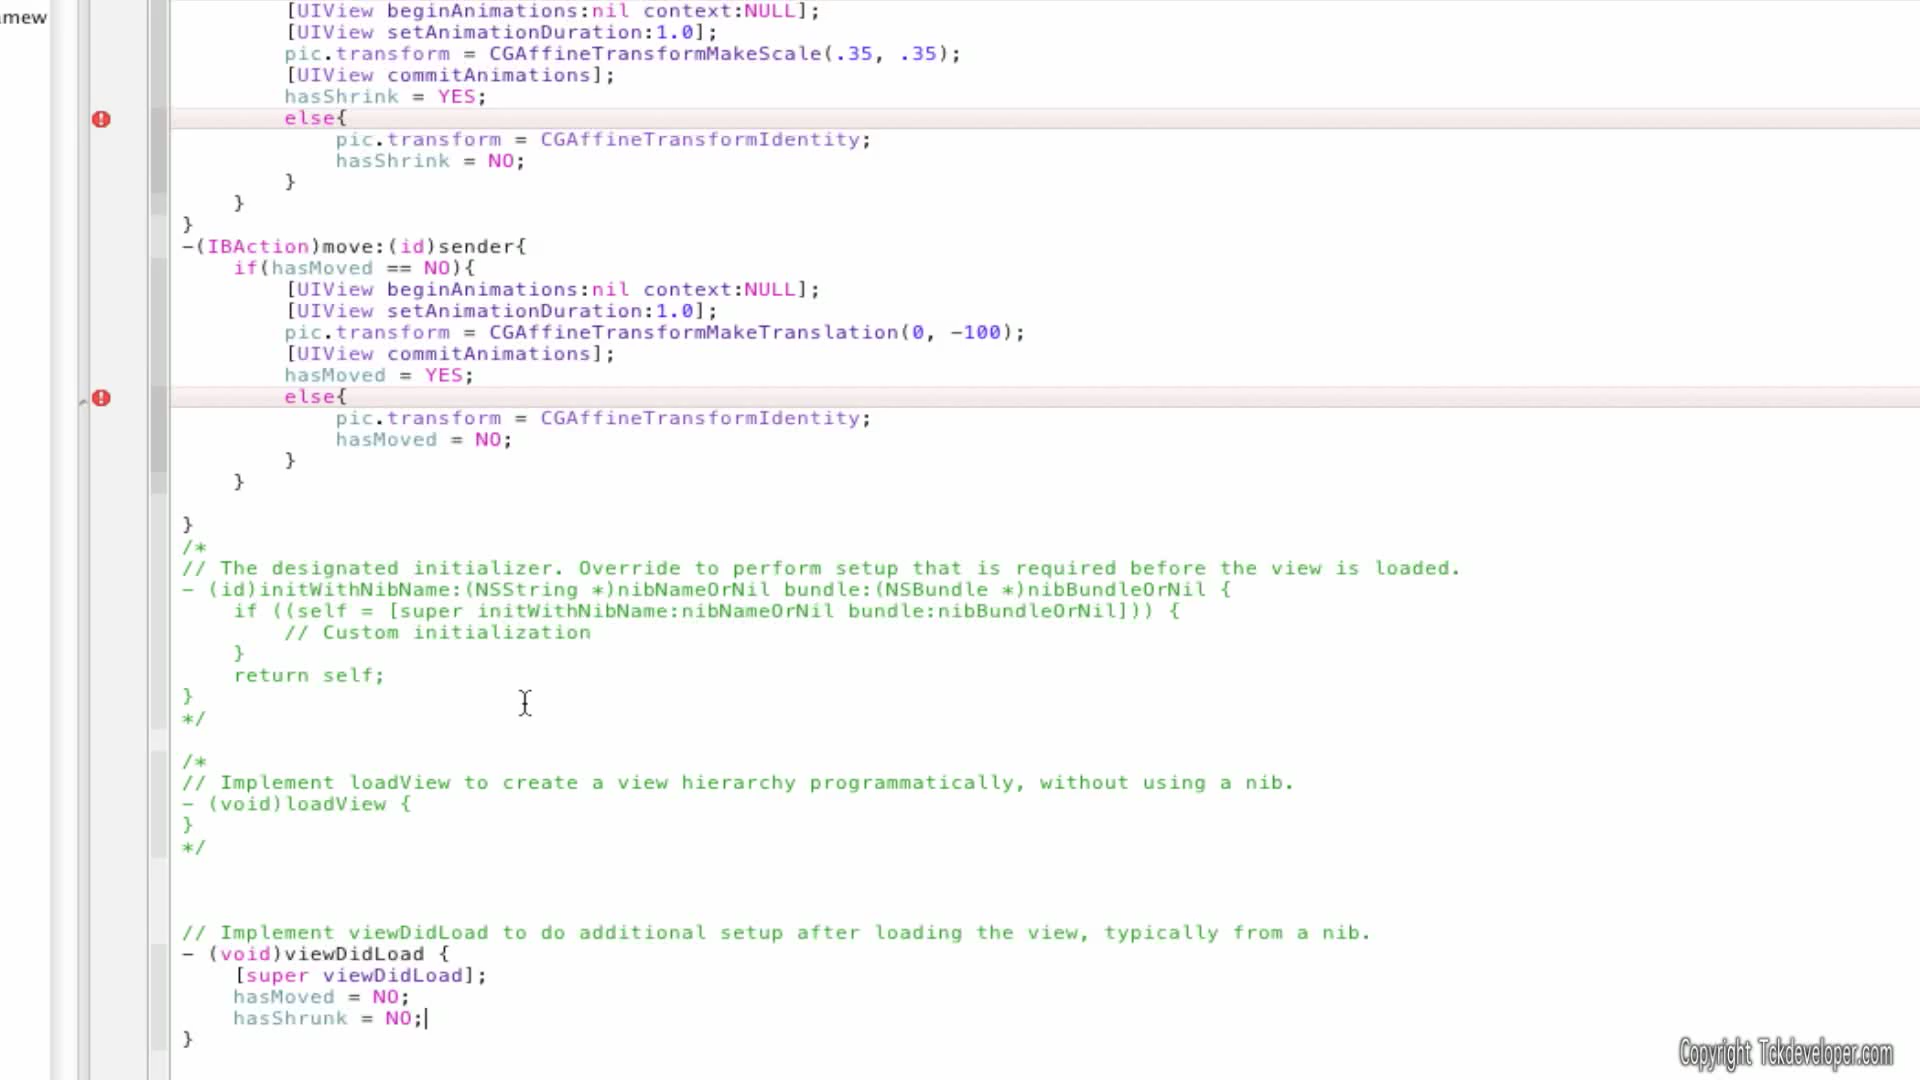 amew
[UIView beginAnimations:nil context:NULL];
[UIView setAnimationDuration:1.0];
pic.transform = CGAffineTransformMakeScale(.35, .35);
[UIView commitAnimations];
hasShrink = YES;
else{
pic.transform = CGAffineTransformIdentity;
hasShrink = NO;
}
}
}
-(IBAction)move:(id)sender{
if(hasMoved == NO){
[UIView beginAnimations:nil context:NULL];
[UIView setAnimationDuration:1.0];
pic.transform = CGAffineTransformMakeTranslation(0, -100);
[UIView commitAnimations];
hasMoved = YES;
else{
pic.transform = CGAffineTransformIdentity;
hasMoved = NO;
}
}
}
/*
// The designated initializer. Override to perform setup that is required before the view is loaded.
- (id)initWithNibName:(NSString *)nibNameOrNil bundle:(NSBundle *)nibBundleOrNil {
if ((self = [super initWithNibName:nibNameOrNil bundle:nibBundleOrNil])) {
// Custom initialization
}
return self;
}
*/
/*
// Implement loadView to create a view hierarchy programmatically, without using a nib.
- (void)loadView {
}
*/
// Implement viewDidLoad to do additional setup after loading the view, typically from a nib.
- (void)viewDidLoad {
[super viewDidLoad];
hasMoved = NO;
hasShrunk = NO;
}
Copyright Tckdeveloper.com